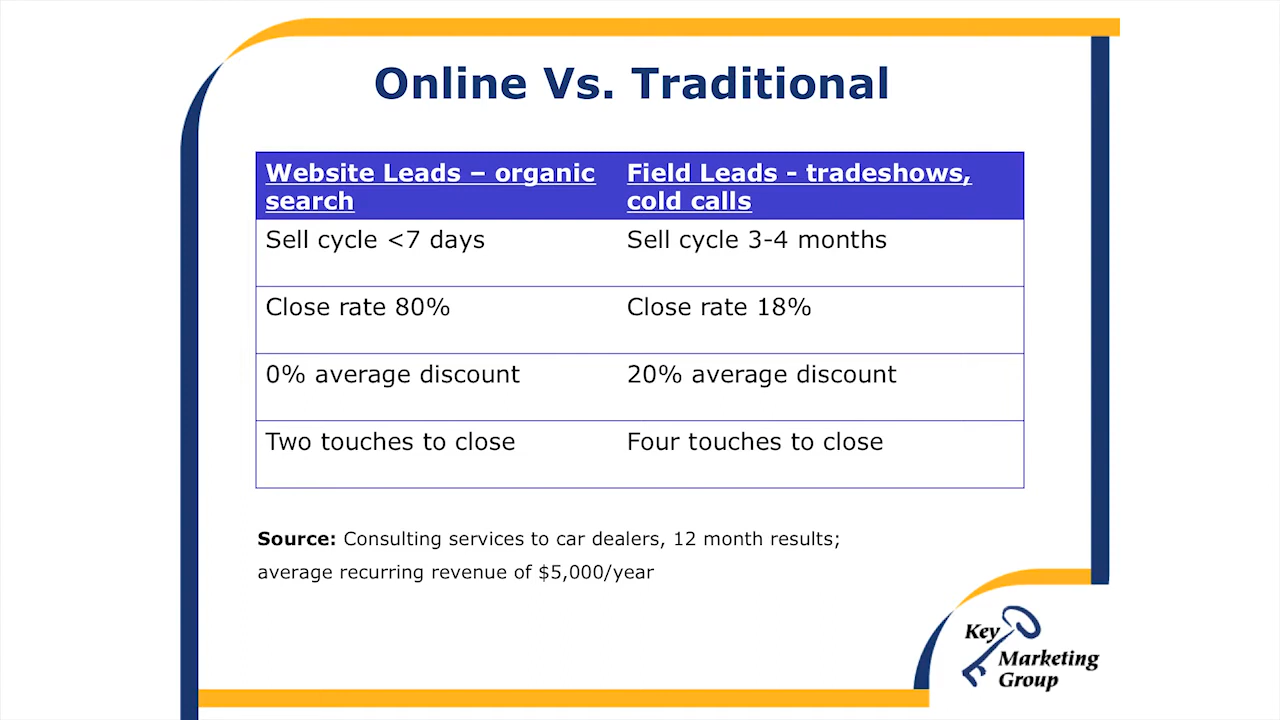 Online Vs. Traditional
Website Leads – organic
search
Field Leads - tradeshows,
cold calls
Sell cycle <7 days
Sell cycle 3-4 months
Close rate 80%
Close rate 18%
0% average discount
20% average discount
Two touches to close
Four touches to close
Source: Consulting services to car dealers, 12 month results;
average recurring revenue of $5,000/year
Key
Marketing
Group